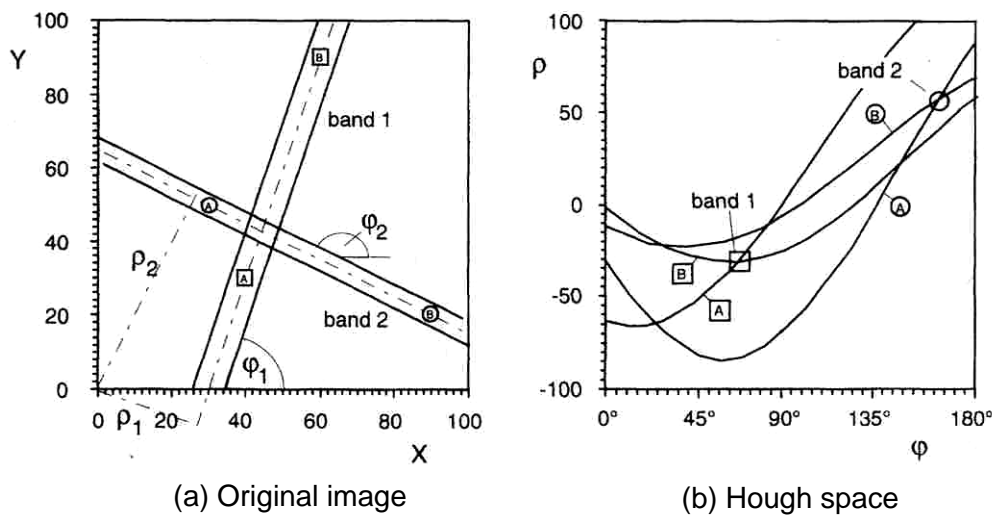 Y
100
80
60
40
20
0
0 20 40 60 80 100
X
B
band 1
A
φ2
ρ2
A
band 2
B
φ1
ρ1
(a) Original image
ρ
100
50
0
-50
-100
0° 45° 90° 135° 180°
φ
band 2
B
band 1
A
B
A
(b) Hough space